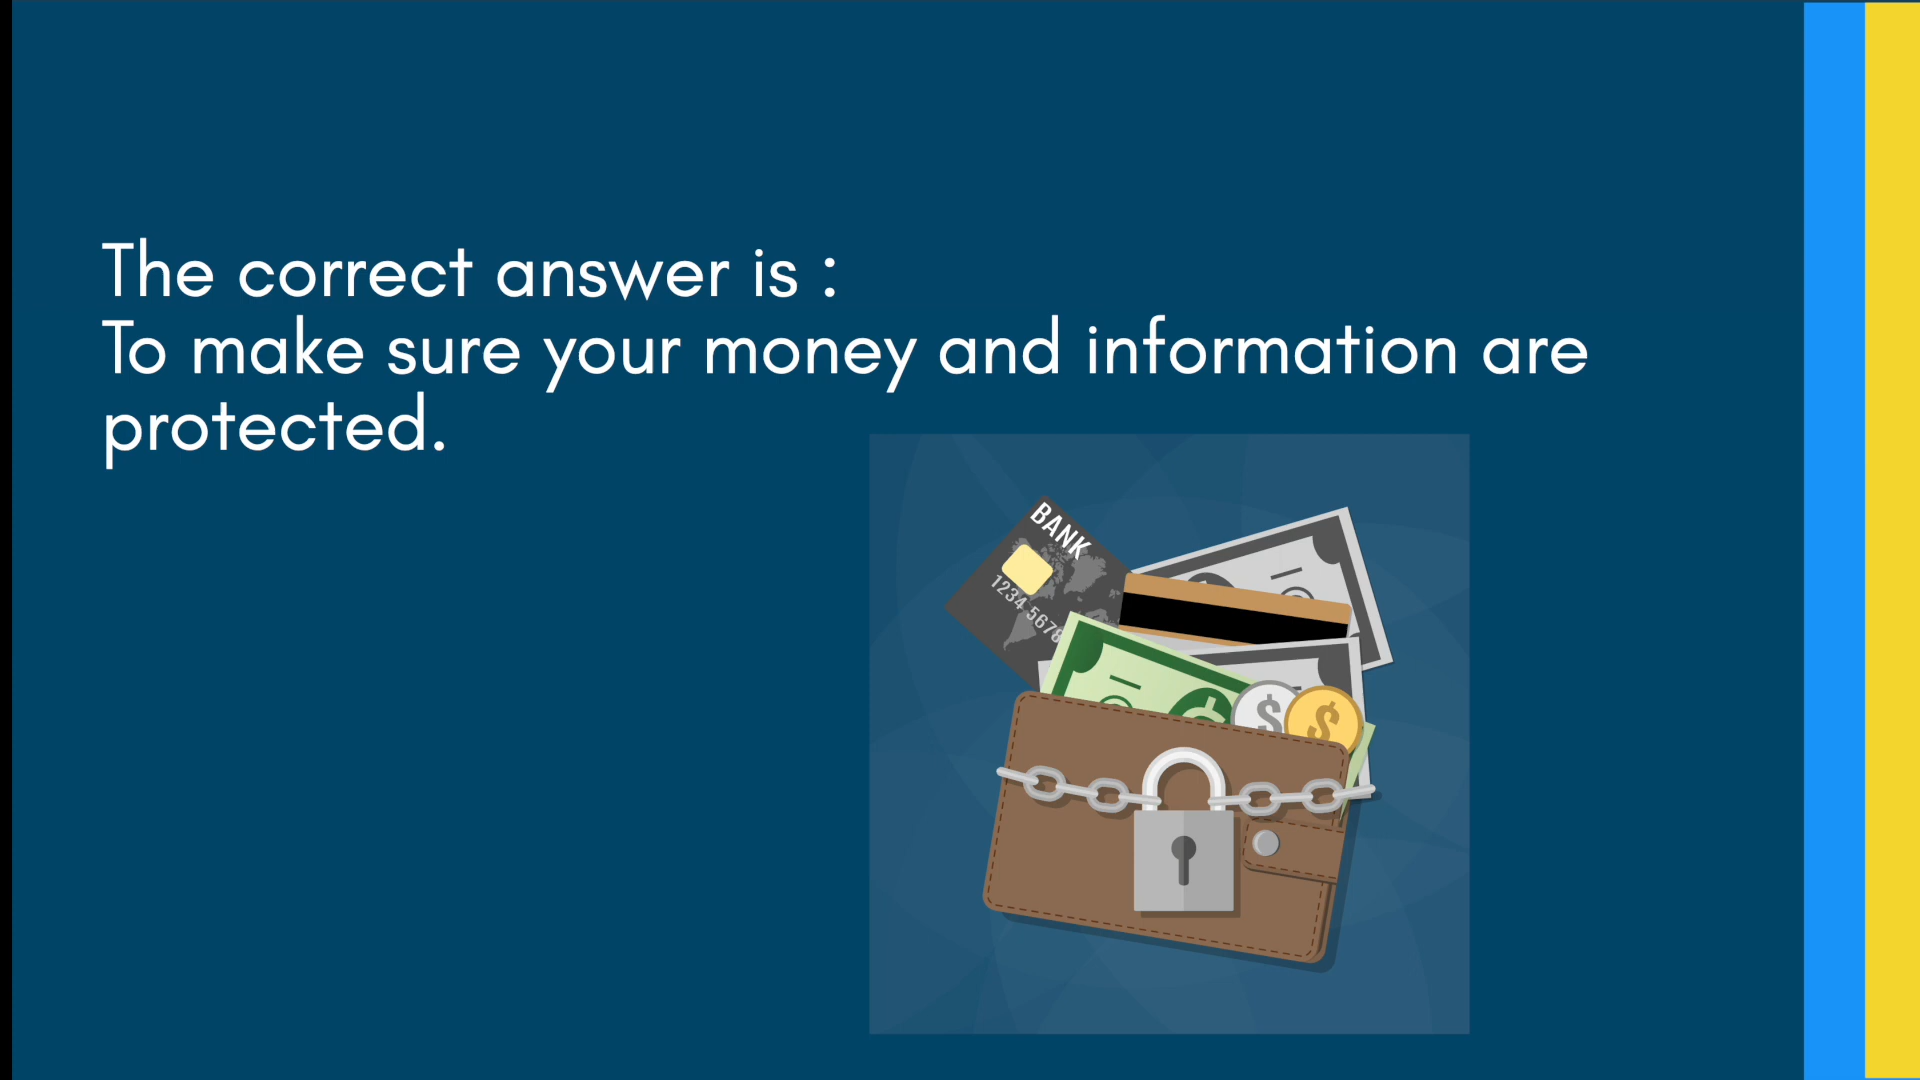 The correct answer is :
To make sure your money and information are
protected.
BANK
1234 5678
$
$
$